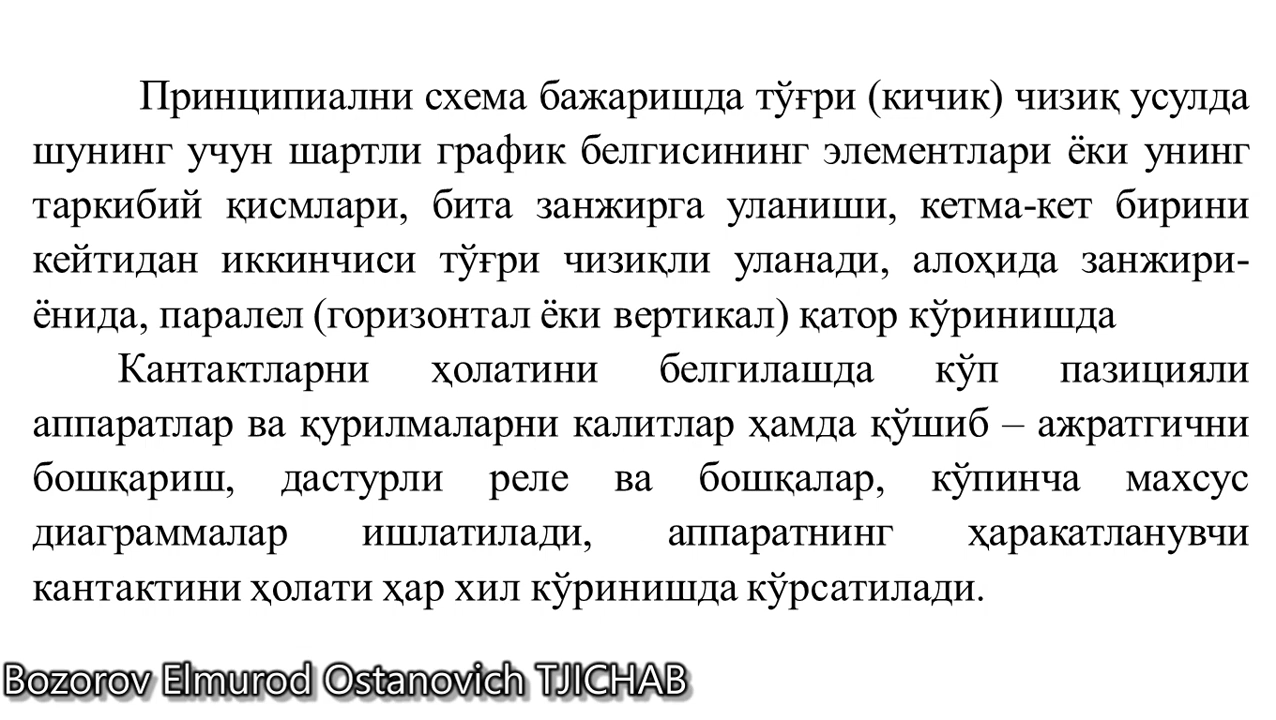 Принципиални схема бажаришда тўғри (кичик) чизиқ усулда
шунинг учун шартли график белгисининг элементлари ёки унинг
таркибий қисмлари, бита занжирга уланиши, кетма-кет бирини
кейтидан иккинчиси тўғри чизиқли уланади, алоҳида занжири-
ёнида, паралел (горизонтал ёки вертикал) қатор кўринишда
Кантактларни ҳолатини белгилашда кўп пазицияли
аппаратлар ва қурилмаларни калитлар ҳамда қўшиб – ажратгични
бошқариш, дастурли реле ва бошқалар, кўпинча махсус
диаграммалар ишлатилади, аппаратнинг ҳаракатланувчи
кантактини ҳолати ҳар хил кўринишда кўрсатилади.
Bozorov Elmurod Ostanovich TJICHAB